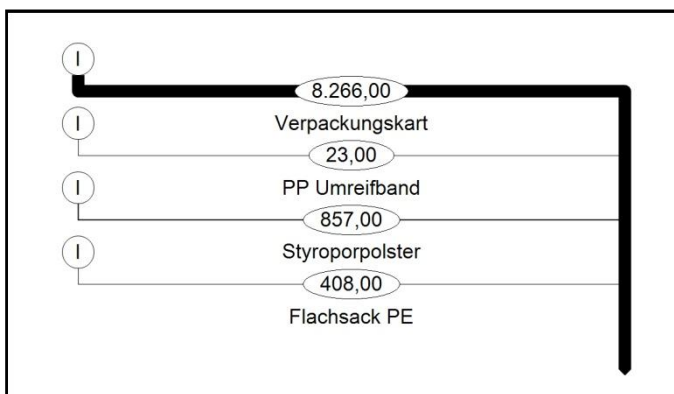 I
8.266,00
Verpackungskart
I
23,00
PP Umreifband
I
857,00
Styroporpolster
I
408,00
Flachsack PE